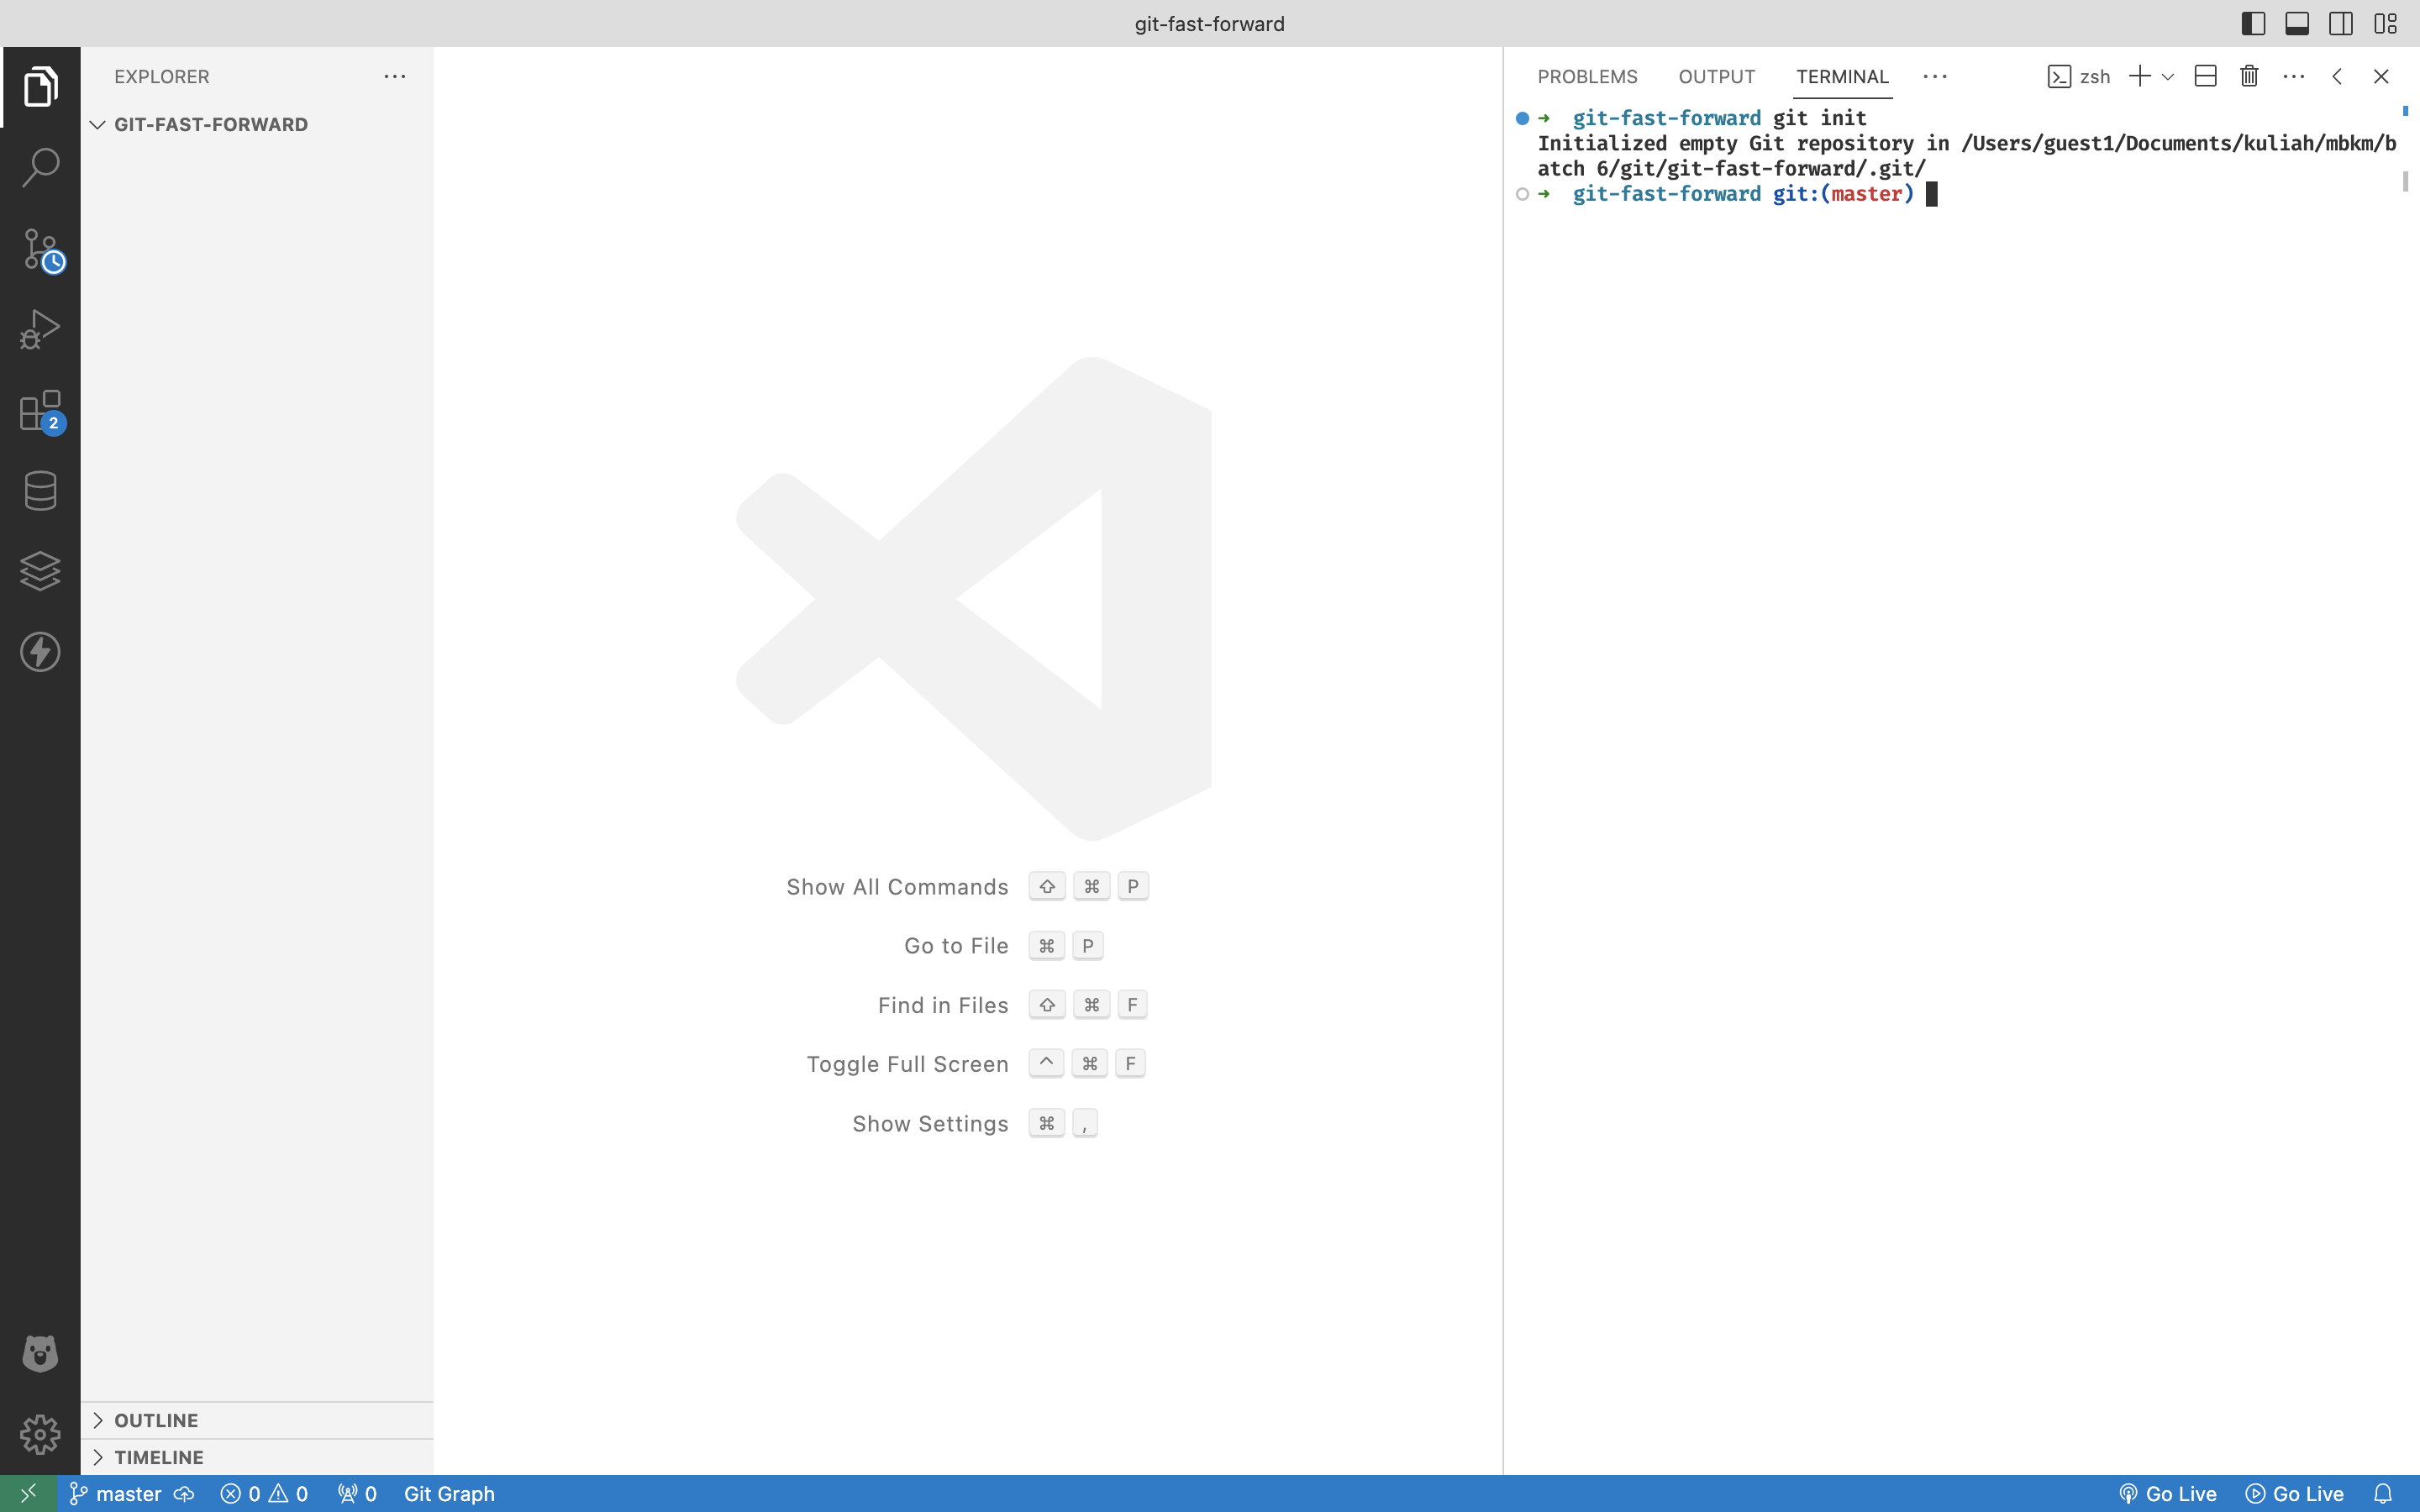 git-fast-forward
EXPLORER
GIT-FAST-FORWARD
2
Show All Commands ⇧ ⌘ P
Go to File ⌘ P
Find in Files ⇧ ⌘ F
Toggle Full Screen ^ ⌘ F
Show Settings ⌘ ,
OUTLINE
TIMELINE
PROBLEMS OUTPUT TERMINAL
zsh
→ git-fast-forward git init
Initialized empty Git repository in /Users/guest1/Documents/kuliah/mbkm/b
atch 6/git/git-fast-forward/.git/
→ git-fast-forward git:(master)
master 0 0 0 Git Graph Go Live Go Live